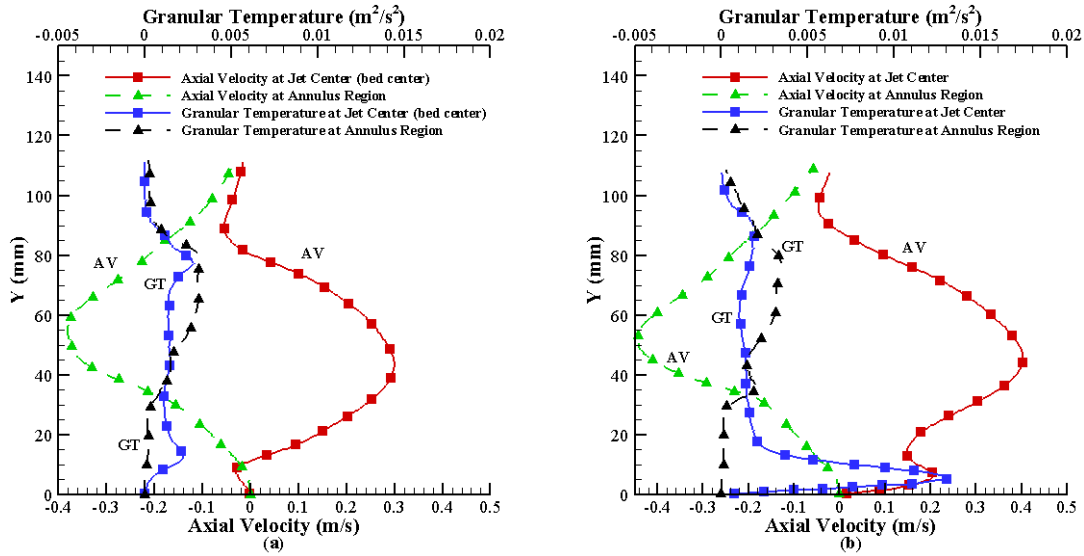 Granular Temperature (m²/s²)
-0.005 0 0.005 0.01 0.015 0.02
140
120
100
80
60
40
20
0
Y (mm)
Axial Velocity at Jet Center (bed center)
Axial Velocity at Annulus Region
Granular Temperature at Jet Center (bed center)
Granular Temperature at Annulus Region
AV
AV
GT
GT
-0.4 -0.3 -0.2 -0.1 0 0.1 0.2 0.3 0.4 0.5
Axial Velocity (m/s)
(a)
Granular Temperature (m²/s²)
-0.005 0 0.005 0.01 0.015 0.02
140
120
100
80
60
40
20
0
Y (mm)
Axial Velocity at Jet Center
Axial Velocity at Annulus Region
Granular Temperature at Jet Center
Granular Temperature at Annulus Region
GT
AV
GT
AV
-0.4 -0.3 -0.2 -0.1 0 0.1 0.2 0.3 0.4 0.5
Axial Velocity (m/s)
(b)